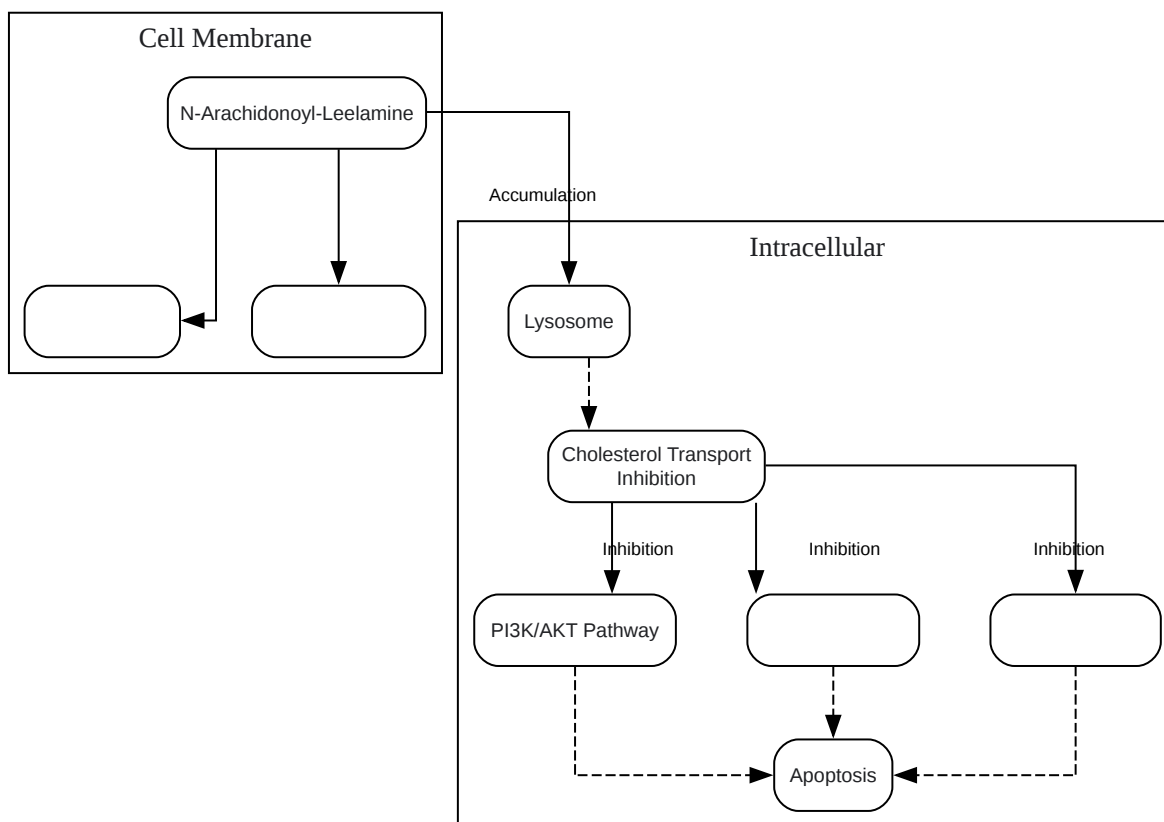 Cell Membrane
N-Arachidonoyl-Leelamine
Accumulation
Intracellular
Lysosome
Cholesterol Transport
Inhibition
Inhibition
Inhibition
Inhibition
PI3K/AKT Pathway
Apoptosis